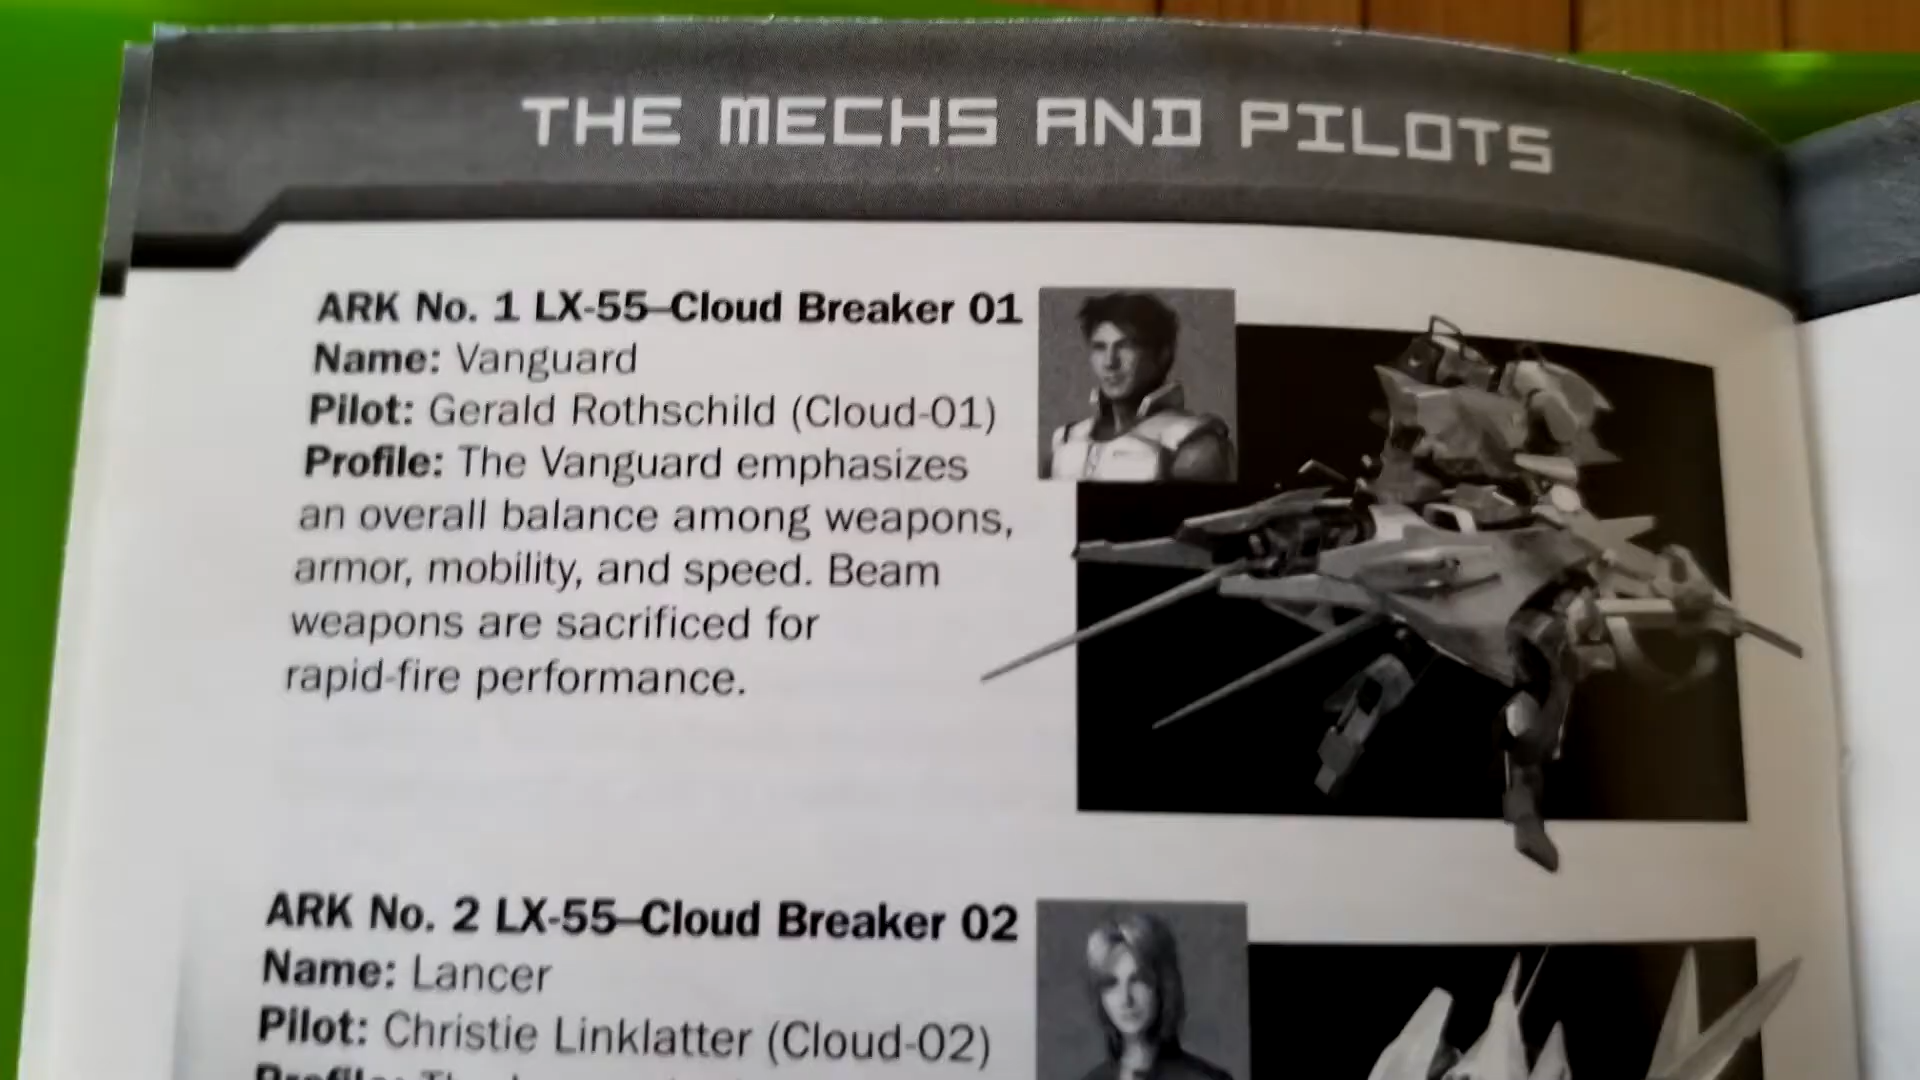 THE MECHS AND PILOTS
ARK No. 1 LX-55–Cloud Breaker 01
Name: Vanguard
Pilot: Gerald Rothschild (Cloud-01)
Profile: The Vanguard emphasizes
an overall balance among weapons,
armor, mobility, and speed. Beam
weapons are sacrificed for
rapid-fire performance.
ARK No. 2 LX-55–Cloud Breaker 02
Name: Lancer
Pilot: Christie Linklatter (Cloud-02)
Profile: The